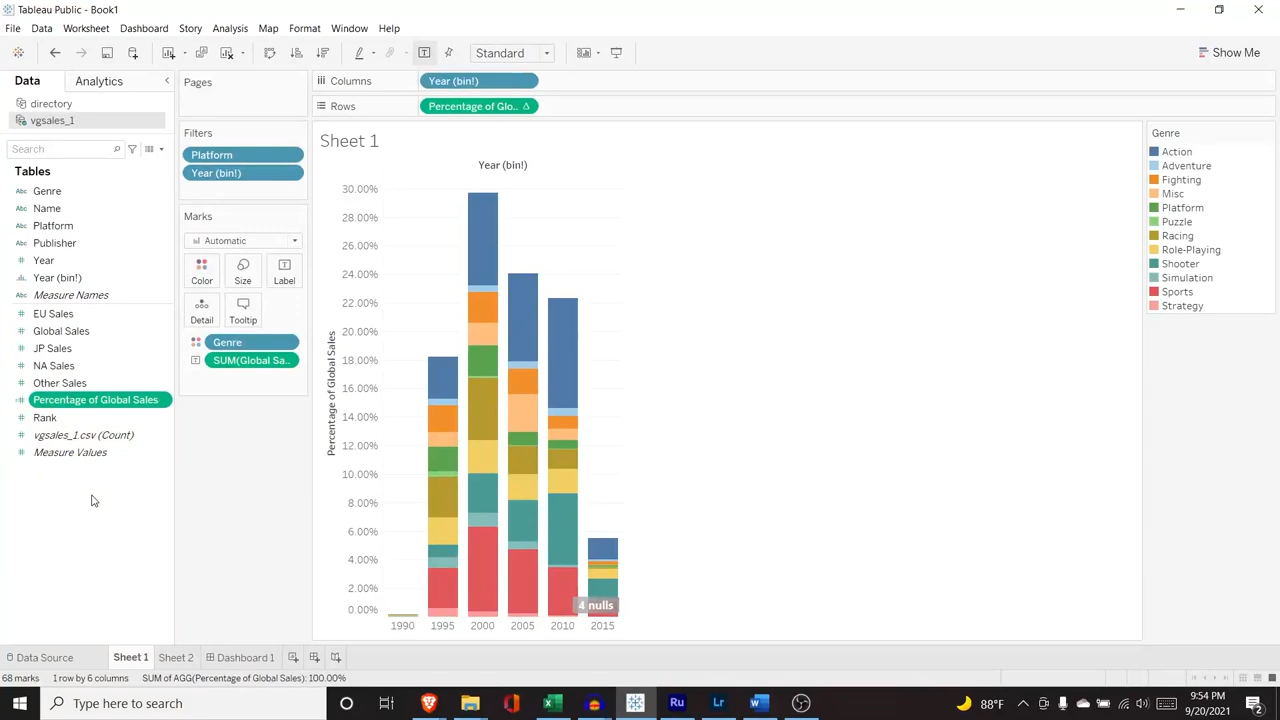 Tableau Public - Book1
File Data Worksheet Dashboard Story Analysis Map Format Window Help
Standard
Show Me
Data Analytics
directory
vgsales_1
Search
Tables
Abc Genre
Abc Name
Abc Platform
Abc Publisher
# Year
Year (bin!)
Abc Measure Names
# EU Sales
# Global Sales
# JP Sales
# NA Sales
# Other Sales
Percentage of Global Sales
# Rank
# vgsales_1.csv (Count)
# Measure Values
Pages
Filters
Platform
Year (bin!)
Marks
Automatic
Color Size Label
Detail Tooltip
Genre
SUM(Global Sa..
Columns Year (bin!)
Rows Percentage of Glo.. Δ
Sheet 1
Year (bin!)
Percentage of Global Sales
30.00%
28.00%
26.00%
24.00%
22.00%
20.00%
18.00%
16.00%
14.00%
12.00%
10.00%
8.00%
6.00%
4.00%
2.00%
0.00%
4 nulls
1990 1995 2000 2005 2010 2015
Genre
Action
Adventure
Fighting
Misc
Platform
Puzzle
Racing
Role-Playing
Shooter
Simulation
Sports
Strategy
Data Source Sheet 1 Sheet 2 Dashboard 1
68 marks 1 row by 6 columns SUM of AGG(Percentage of Global Sales): 100.00%
Type here to search
Ru Lr
88°F
9:54 PM
9/20/2021